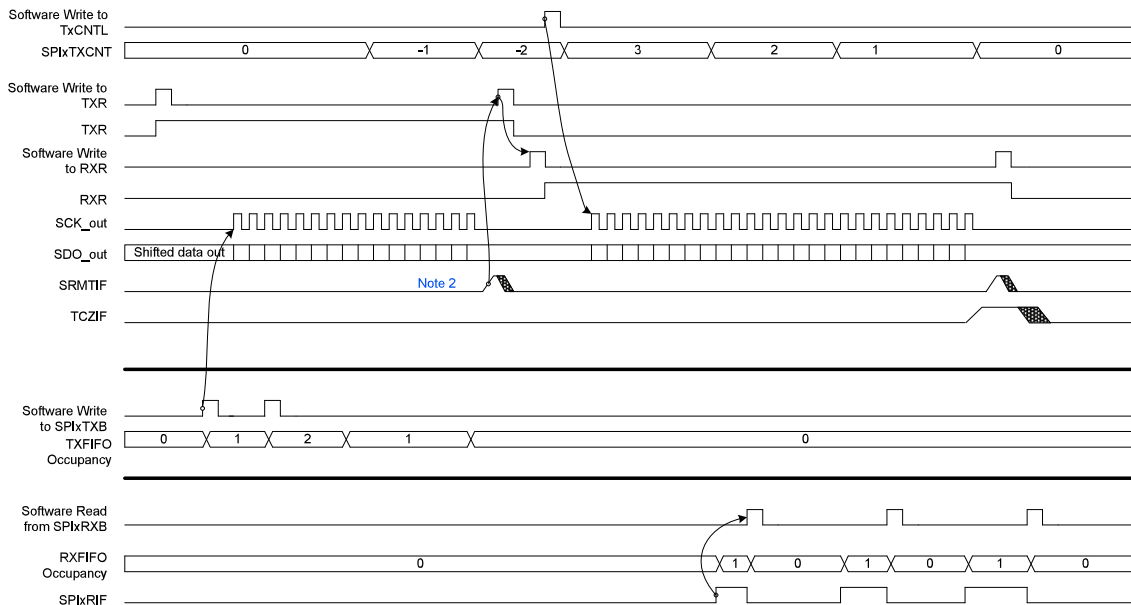 Software Write to
TxCNTL
SPIxTXCNT 0 -1 -2 3 2 1 0
Software Write to
TXR
TXR
Software Write
to RXR
RXR
SCK_out
SDO_out Shifted data out
SRMTIF Note 2
TCZIF
Software Write
to SPIxTXB
TXFIFO 0 1 2 1 0
Occupancy
Software Read
from SPIxRXB
RXFIFO 0 1 0 1 0 1 0
Occupancy
SPIxRIF